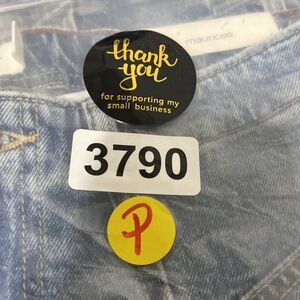 maurices
thank
you
for supporting my
small business
3790
P